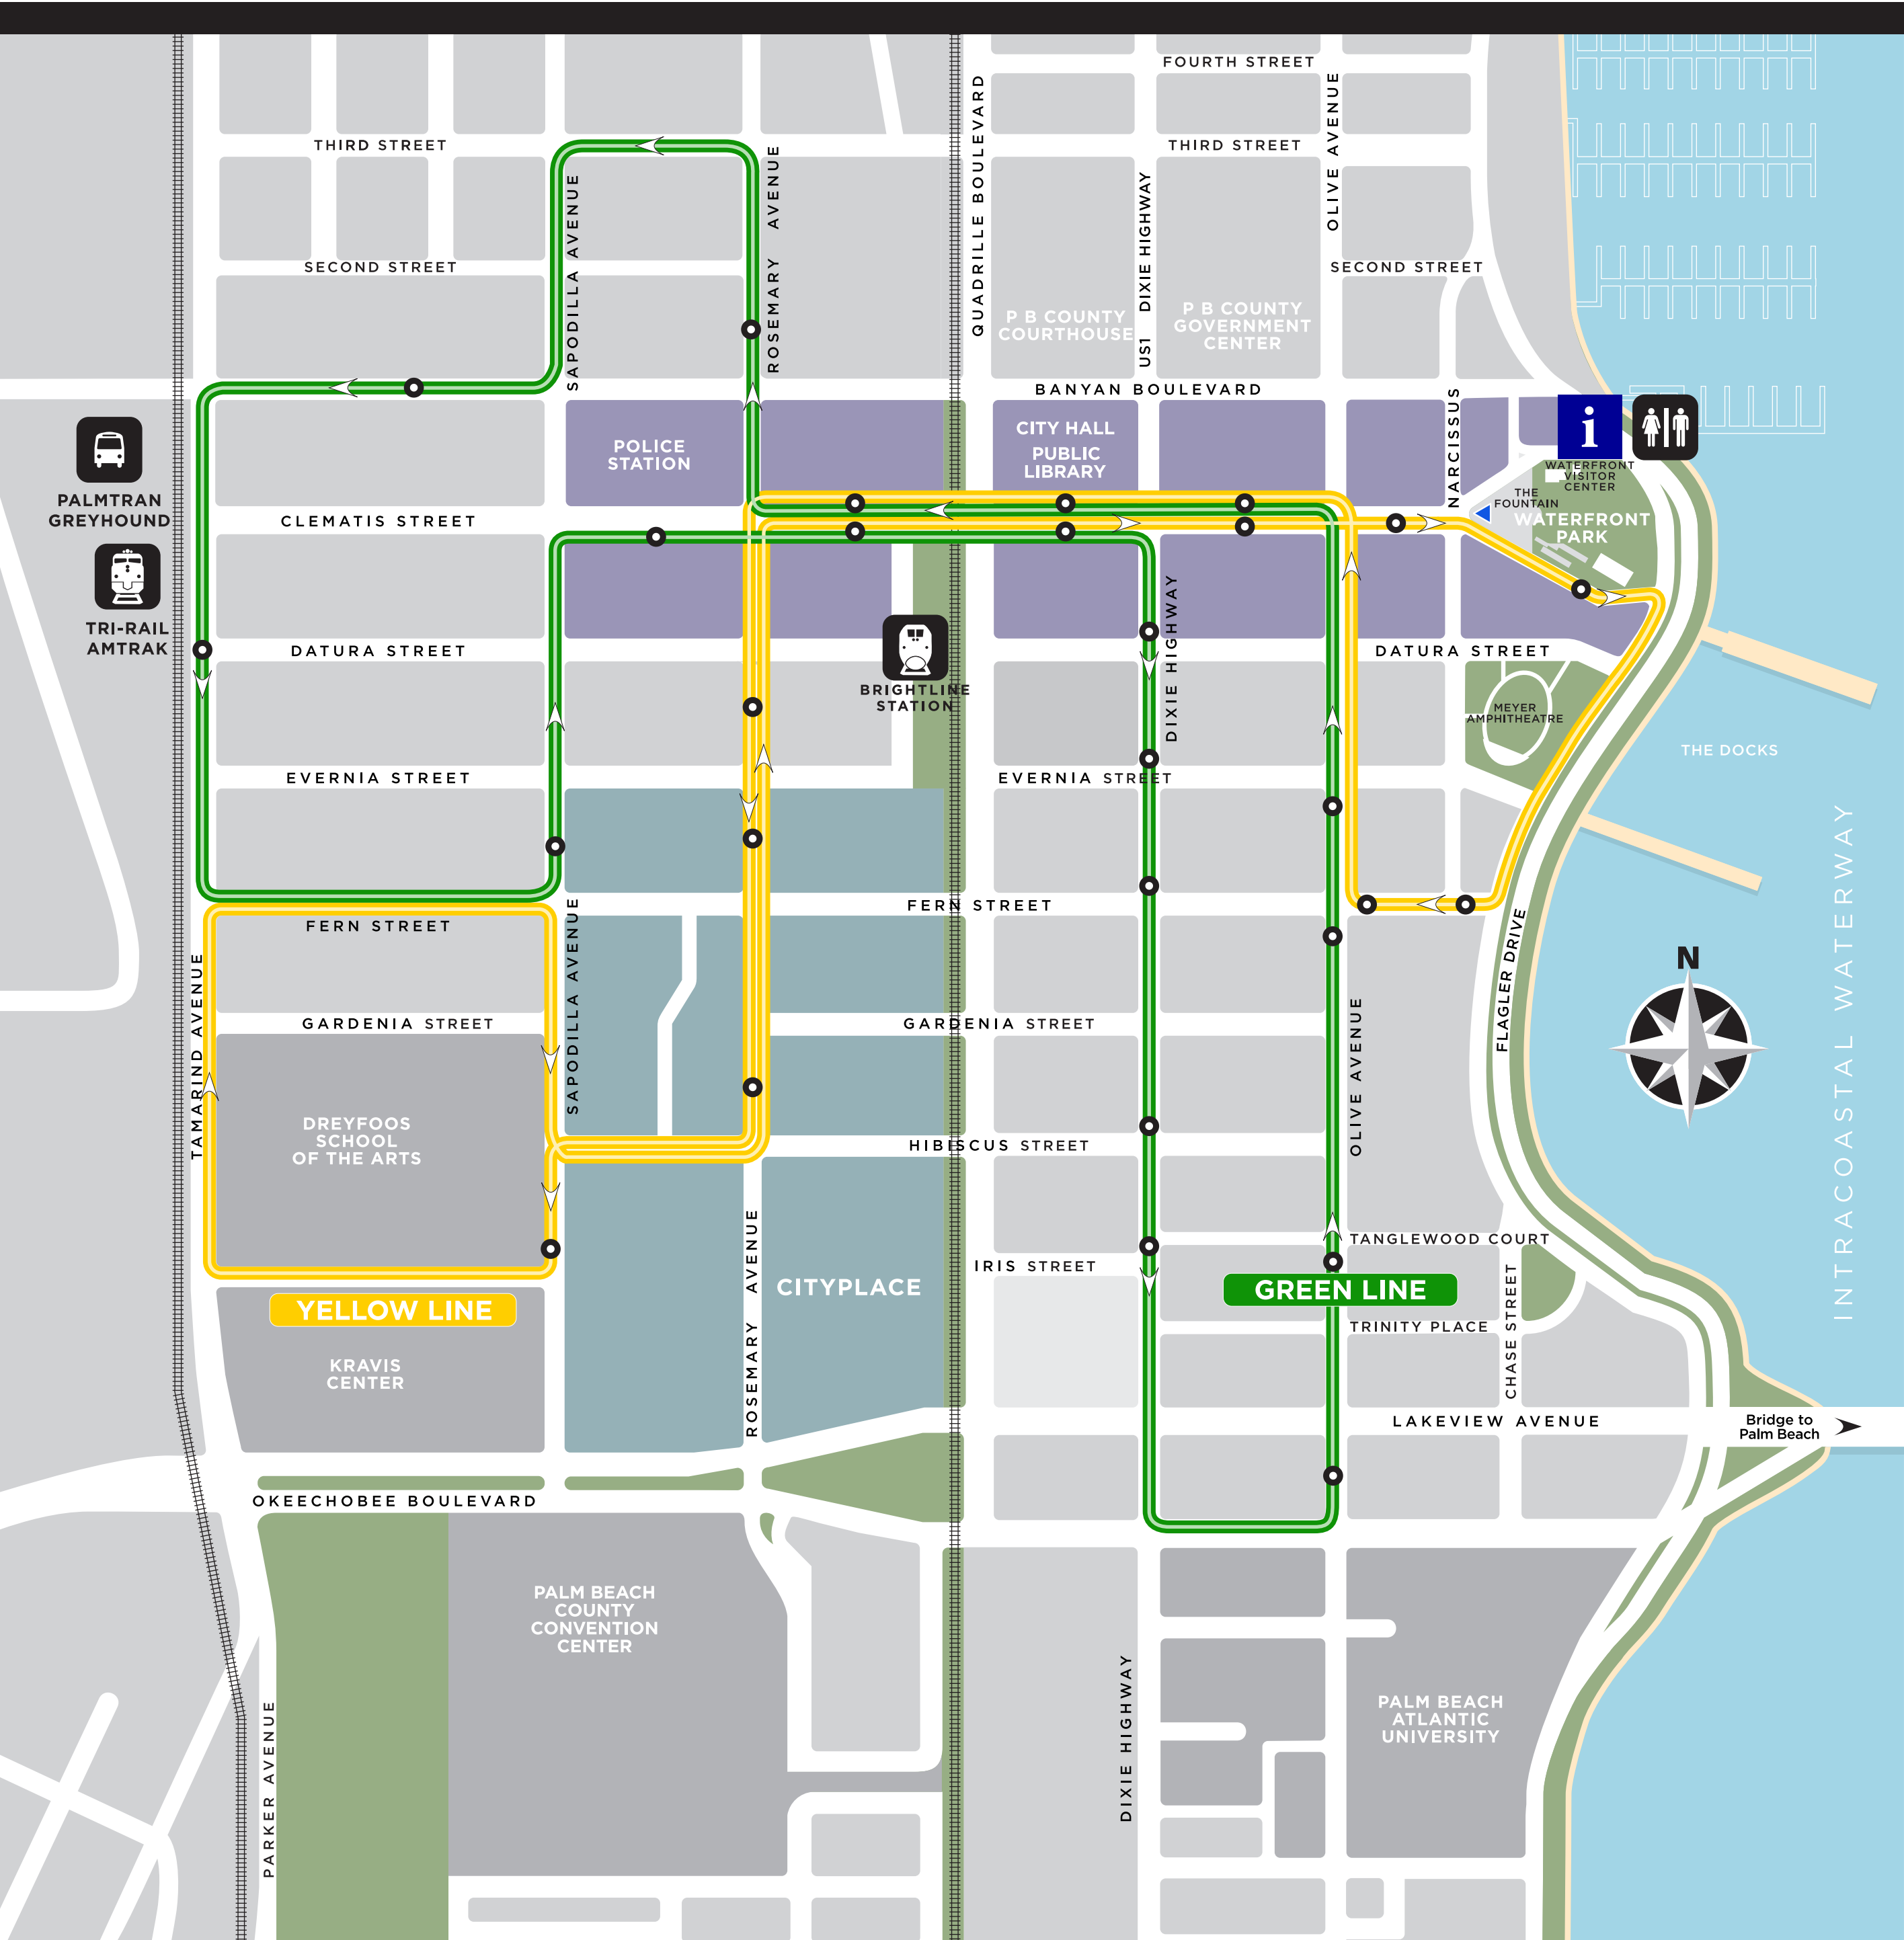 FOURTH STREET
THIRD STREET
THIRD STREET
SECOND STREET
SECOND STREET
SAPODILLA AVENUE
ROSEMARY AVENUE
QUADRILLE BOULEVARD
US1 DIXIE HIGHWAY
OLIVE AVENUE
P B COUNTY
COURTHOUSE
P B COUNTY
GOVERNMENT
CENTER
BANYAN BOULEVARD
NARCISSUS
PALMTRAN
GREYHOUND
TRI-RAIL
AMTRAK
POLICE
STATION
CITY HALL
PUBLIC
LIBRARY
i
WATERFRONT
VISITOR
CENTER
THE
FOUNTAIN
WATERFRONT
PARK
CLEMATIS STREET
DATURA STREET
DATURA STREET
BRIGHTLINE
STATION
DIXIE HIGHWAY
MEYER
AMPHITHEATRE
THE DOCKS
EVERNIA STREET
EVERNIA STREET
INTRACOASTAL WATERWAY
FERN STREET
FERN STREET
TAMARIND AVENUE
SAPODILLA AVENUE
FLAGLER DRIVE
N
GARDENIA STREET
GARDENIA STREET
OLIVE AVENUE
DREYFOOS
SCHOOL
OF THE ARTS
HIBISCUS STREET
TANGLEWOOD COURT
IRIS STREET
ROSEMARY AVENUE
CITYPLACE
GREEN LINE
YELLOW LINE
TRINITY PLACE
CHASE STREET
KRAVIS
CENTER
LAKEVIEW AVENUE
Bridge to
Palm Beach
OKEECHOBEE BOULEVARD
PALM BEACH
COUNTY
CONVENTION
CENTER
PARKER AVENUE
DIXIE HIGHWAY
PALM BEACH
ATLANTIC
UNIVERSITY